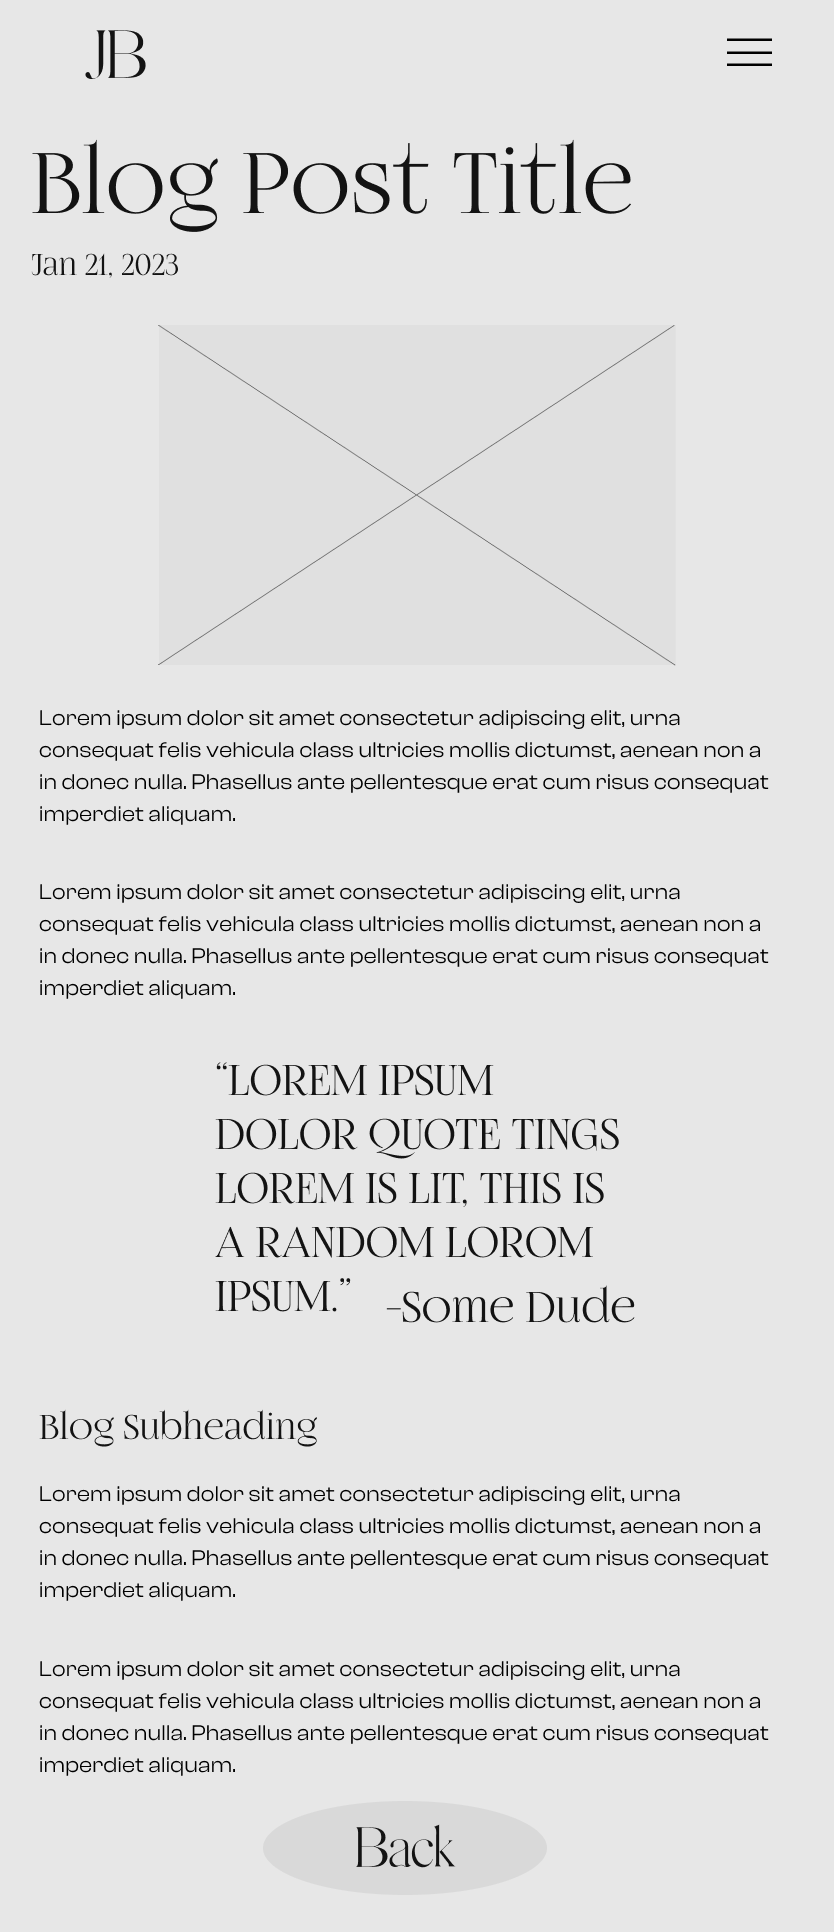 JB
Blog Post Title
Jan 21, 2023
Lorem ipsum dolor sit amet consectetur adipiscing elit, urna
consequat felis vehicula class ultricies mollis dictumst, aenean non a
in donec nulla. Phasellus ante pellentesque erat cum risus consequat
imperdiet aliquam.
Lorem ipsum dolor sit amet consectetur adipiscing elit, urna
consequat felis vehicula class ultricies mollis dictumst, aenean non a
in donec nulla. Phasellus ante pellentesque erat cum risus consequat
imperdiet aliquam.
“LOREM IPSUM
DOLOR QUOTE TINGS
LOREM IS LIT, THIS IS
A RANDOM LOROM
IPSUM.”
-Some Dude
Blog Subheading
Lorem ipsum dolor sit amet consectetur adipiscing elit, urna
consequat felis vehicula class ultricies mollis dictumst, aenean non a
in donec nulla. Phasellus ante pellentesque erat cum risus consequat
imperdiet aliquam.
Lorem ipsum dolor sit amet consectetur adipiscing elit, urna
consequat felis vehicula class ultricies mollis dictumst, aenean non a
in donec nulla. Phasellus ante pellentesque erat cum risus consequat
imperdiet aliquam.
Back